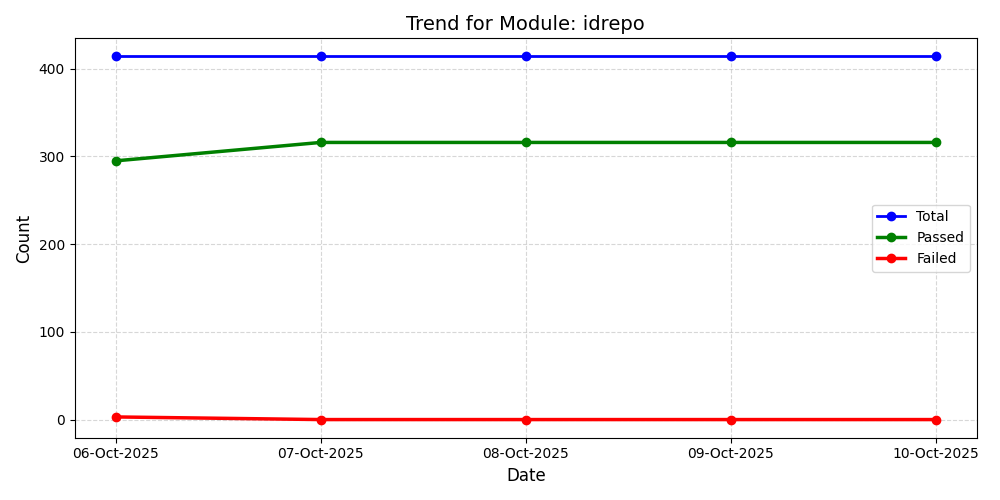 Trend for Module: idrepo
400
300
200
100
0
Count
Total
Passed
Failed
06-Oct-2025
07-Oct-2025
08-Oct-2025
09-Oct-2025
10-Oct-2025
Date